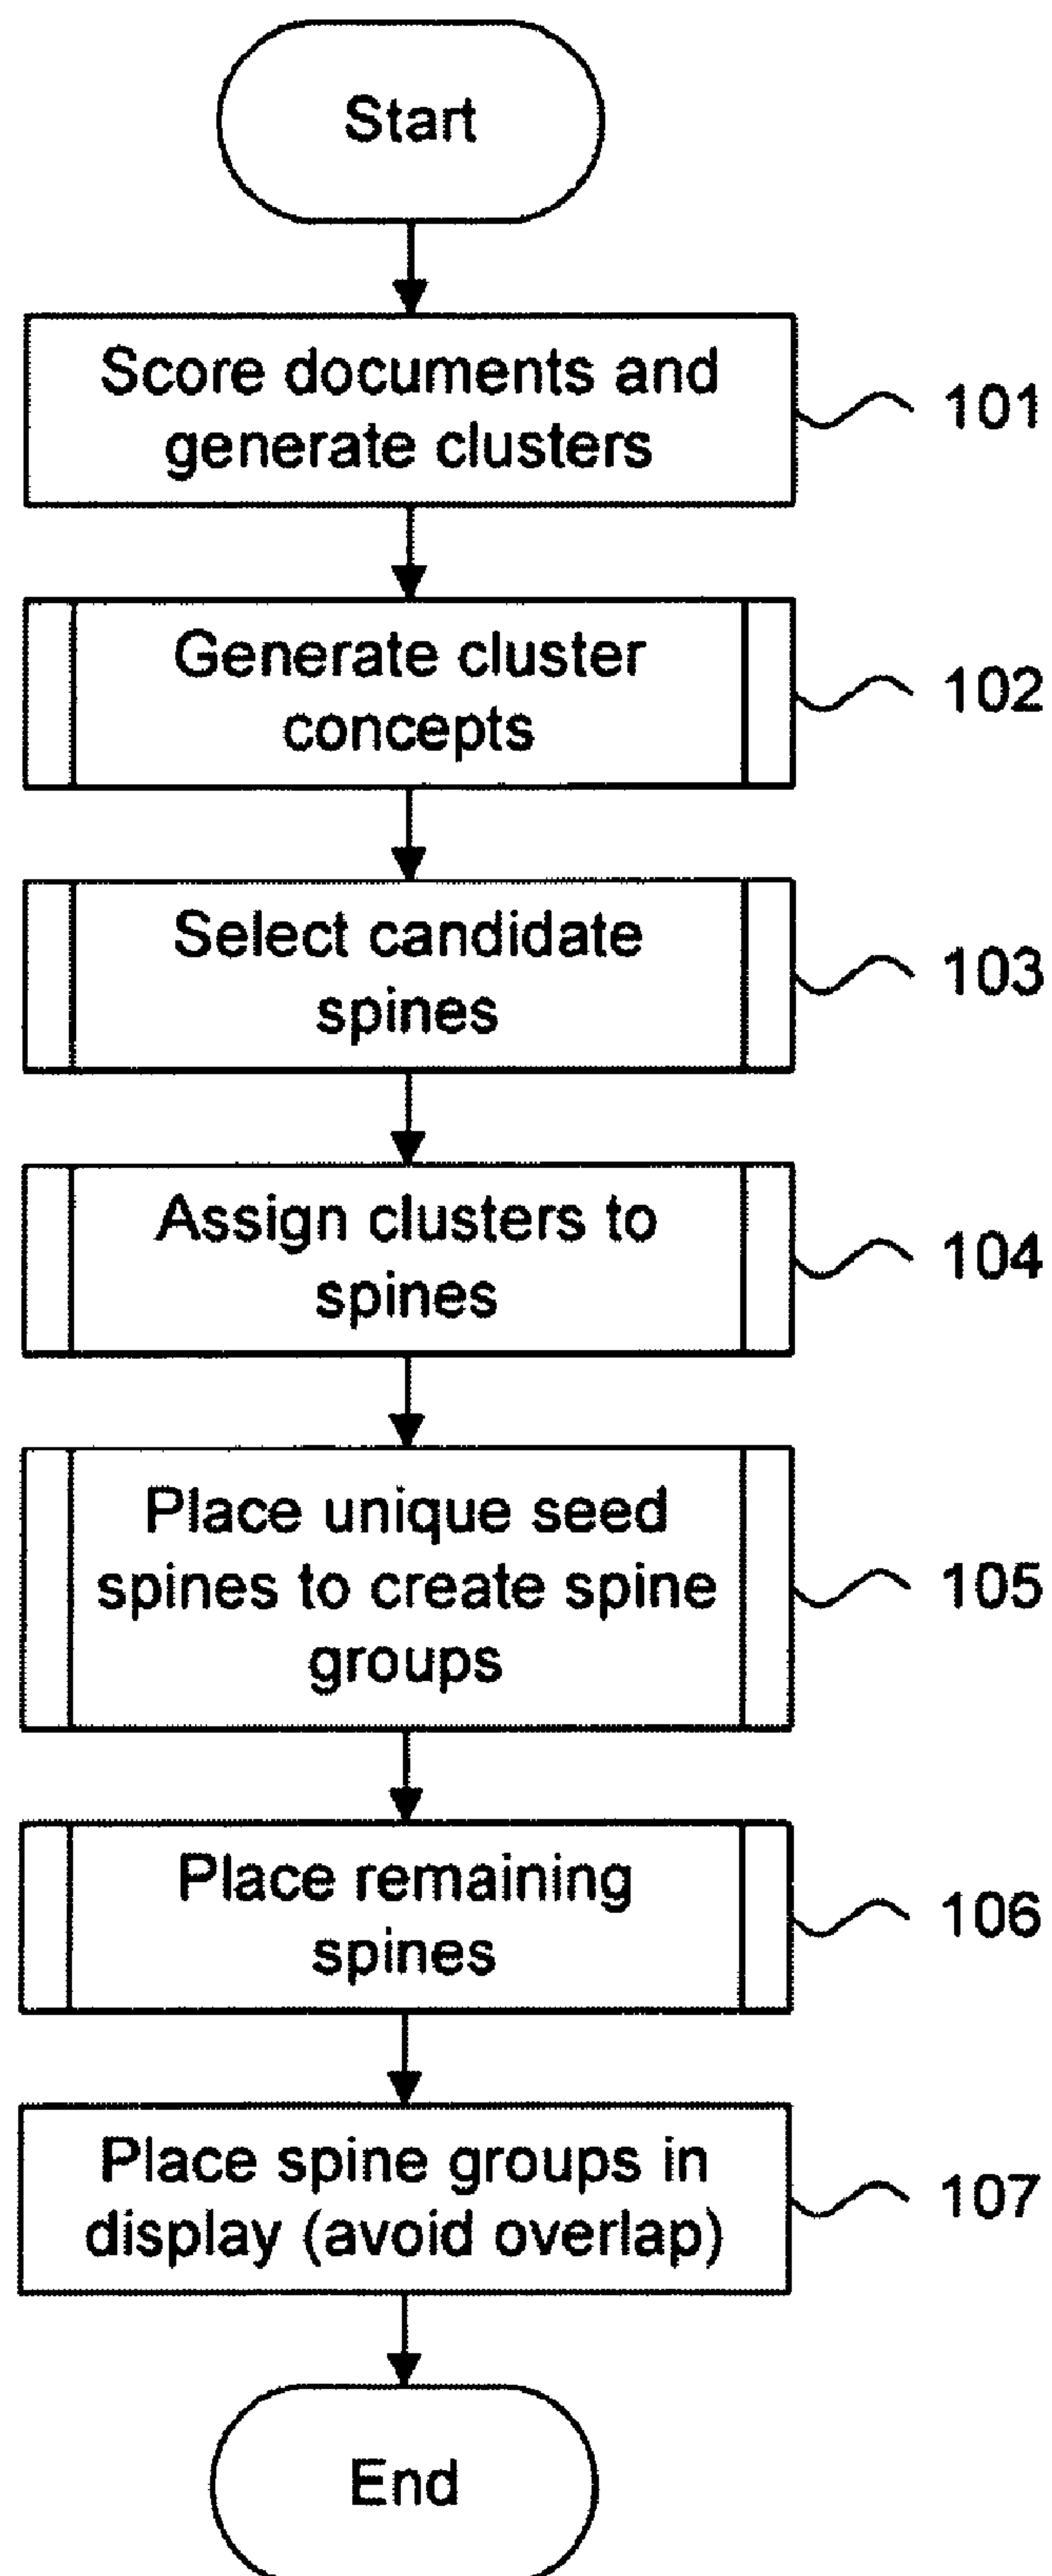 Start
Score documents and
generate clusters
101
Generate cluster
concepts
102
Select candidate
spines
103
Assign clusters to
spines
104
Place unique seed
spines to create spine
groups
105
Place remaining
spines
106
Place spine groups in
display (avoid overlap)
107
End